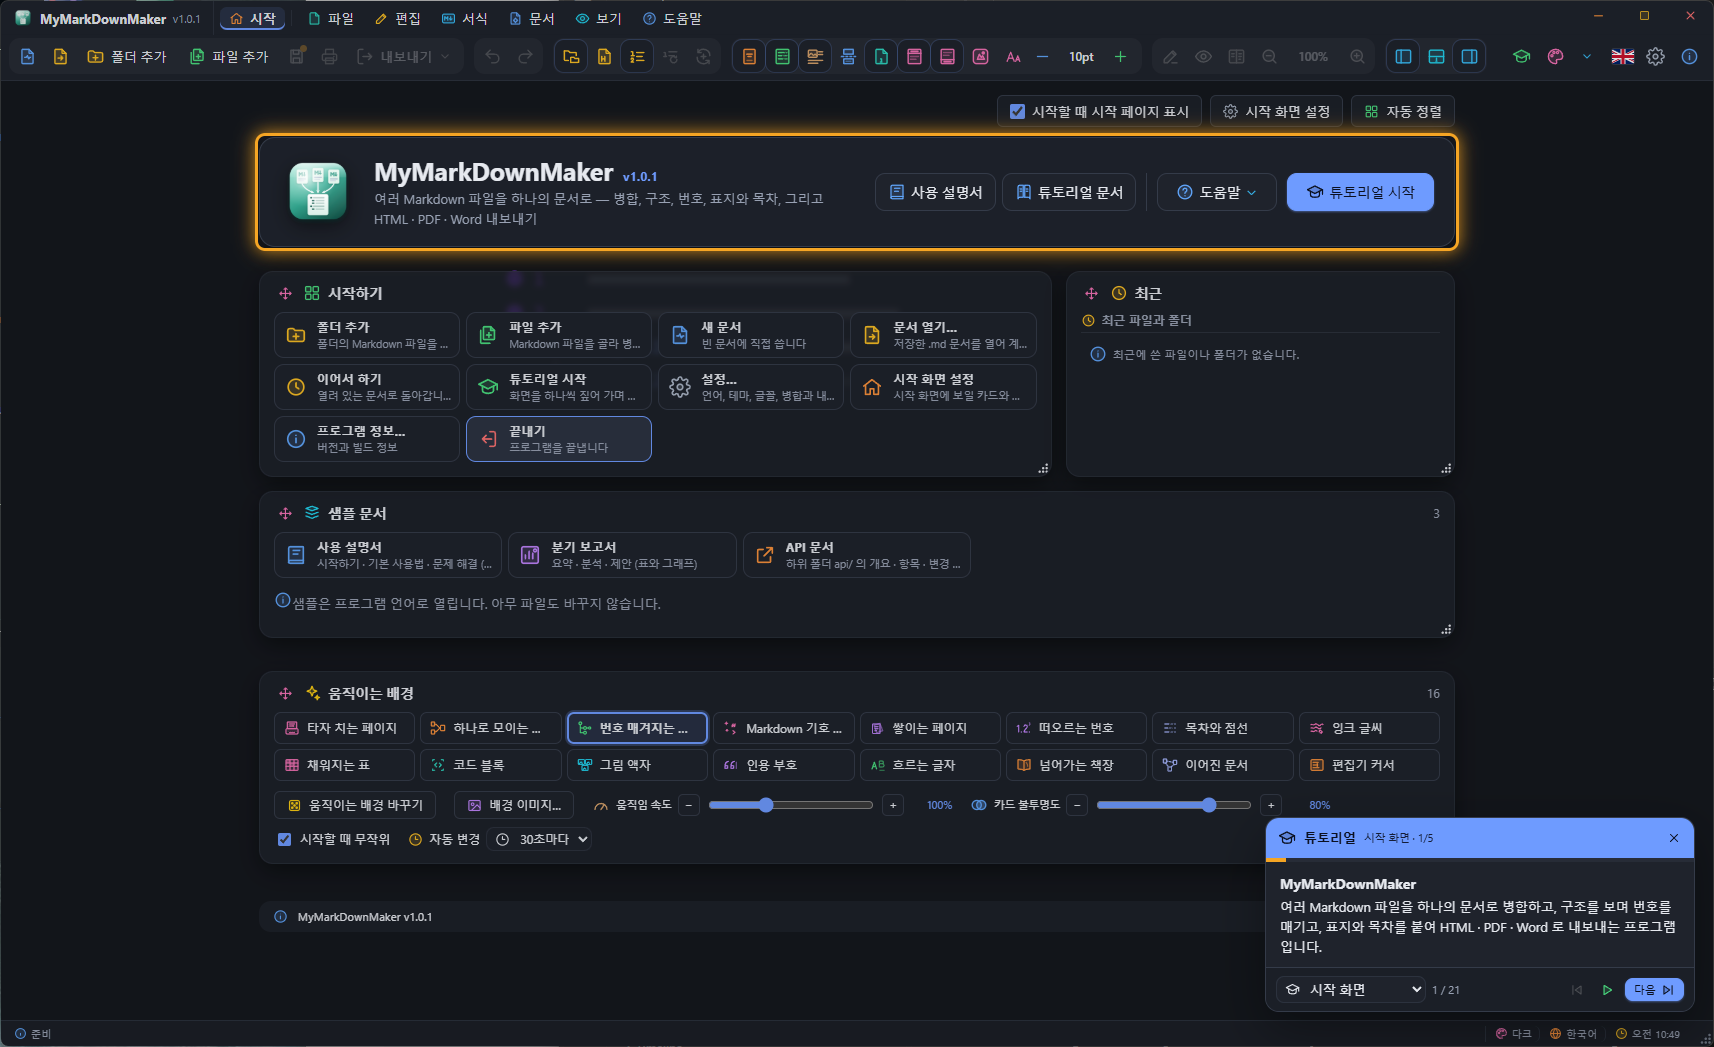 MyMarkDownMaker v1.0.1
시작
파일
편집
서식
문서
보기
도움말
폴더 추가
파일 추가
내보내기
10pt
100%
시작할 때 시작 페이지 표시
시작 화면 설정
자동 정렬
MyMarkDownMaker v1.0.1
여러 Markdown 파일을 하나의 문서로 — 병합, 구조, 번호, 표지와 목차, 그리고
HTML · PDF · Word 내보내기
사용 설명서
튜토리얼 문서
도움말
튜토리얼 시작
시작하기
폴더 추가
폴더의 Markdown 파일을 ...
파일 추가
Markdown 파일을 골라 병...
새 문서
빈 문서에 직접 씁니다
문서 열기...
저장한 .md 문서를 열어 계...
이어서 하기
열려 있는 문서로 돌아갑니...
튜토리얼 시작
화면을 하나씩 짚어 가며 ...
설정...
언어, 테마, 글꼴, 병합과 내...
시작 화면 설정
시작 화면에 보일 카드와 ...
프로그램 정보...
버전과 빌드 정보
끝내기
프로그램을 끝냅니다
최근
최근 파일과 폴더
최근에 쓴 파일이나 폴더가 없습니다.
샘플 문서
3
사용 설명서
시작하기 · 기본 사용법 · 문제 해결 (...
분기 보고서
요약 · 분석 · 제안 (표와 그래프)
API 문서
하위 폴더 api/ 의 개요 · 항목 · 변경 ...
샘플은 프로그램 언어로 열립니다. 아무 파일도 바꾸지 않습니다.
움직이는 배경
16
타자 치는 페이지
하나로 모이는 ...
번호 매겨지는 ...
Markdown 기호 ...
쌓이는 페이지
떠오르는 번호
목차와 점선
잉크 글씨
채워지는 표
코드 블록
그림 액자
인용 부호
흐르는 글자
넘어가는 책장
이어진 문서
편집기 커서
움직이는 배경 바꾸기
배경 이미지...
움직임 속도
100%
카드 불투명도
80%
시작할 때 무작위
자동 변경
30초마다
MyMarkDownMaker v1.0.1
튜토리얼 시작 화면 · 1/5
MyMarkDownMaker
여러 Markdown 파일을 하나의 문서로 병합하고, 구조를 보며 번호를
매기고, 표지와 목차를 붙여 HTML · PDF · Word 로 내보내는 프로그램
입니다.
시작 화면
1 / 21
다음
준비
다크
한국어
오전 10:49